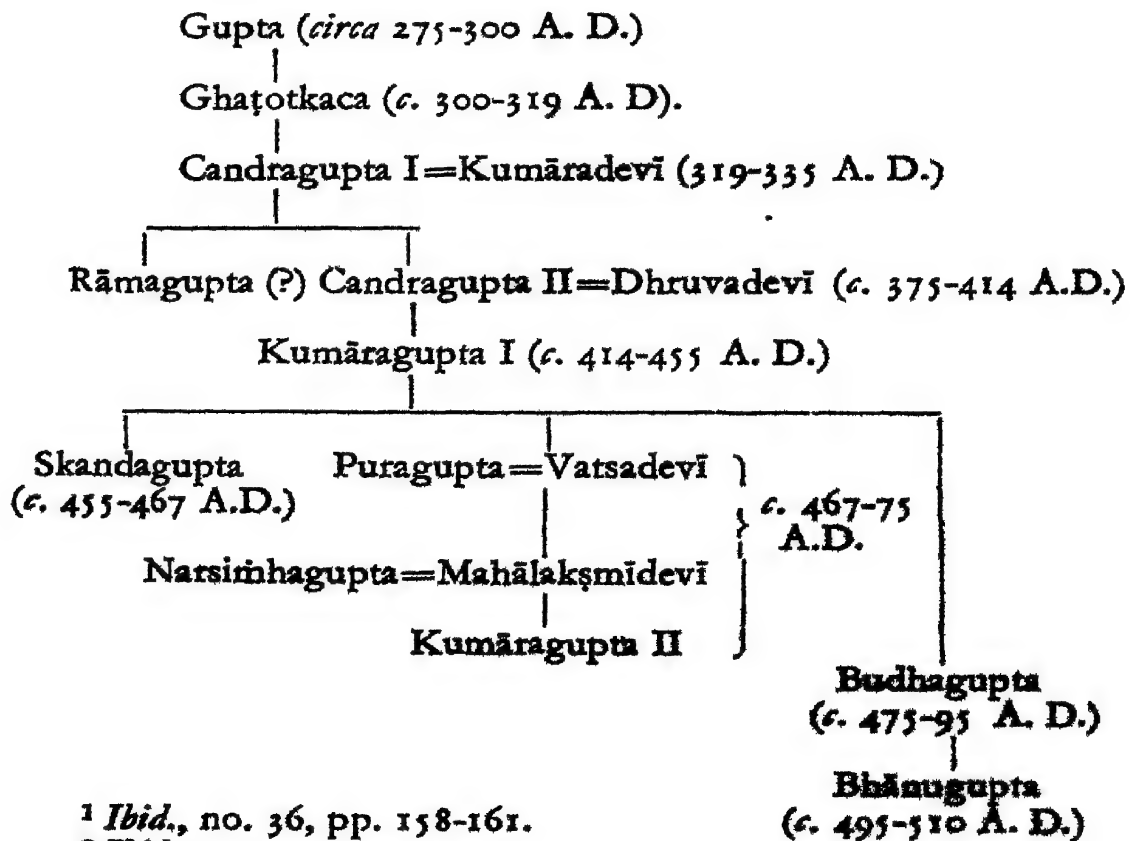 Gupta (circa 275-300 A. D.)
Ghaṭotkaca (c. 300-319 A. D).
Candragupta I=Kumāradevī (319-335 A. D.)
Rāmagupta (?) Candragupta II=Dhruvadevī (c. 375-414 A.D.)
Kumāragupta I (c. 414-455 A. D.)
Skandagupta Puragupta=Vatsadevī
(c. 455-467 A.D.) c. 467-75
A.D.
Narsiṁhagupta=Mahālakṣmīdevī
Kumāragupta II
Budhagupta
(c. 475-95 A. D.)
Bhānugupta
¹ Ibid., no. 36, pp. 158-161. (c. 495-510 A. D.)